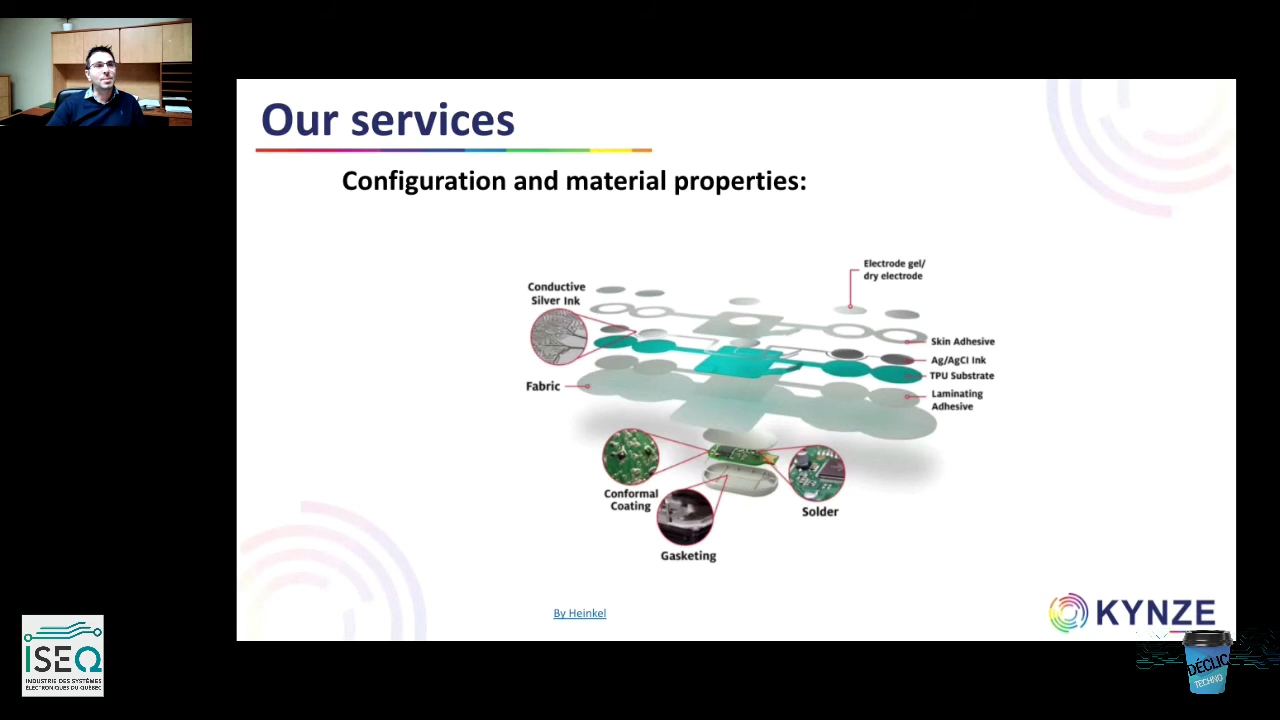 Our services
Configuration and material properties:
Electrode gel/
dry electrode
Conductive
Silver Ink
Skin Adhesive
Ag/AgCl Ink
TPU Substrate
Fabric
Laminating
Adhesive
Conformal
Coating
Solder
Gasketing
By Heinkel
KYNZE
ISEQ
INDUSTRIE DES SYSTÈMES
ÉLECTRONIQUES DU QUÉBEC
DÉCLIC
TECHNO